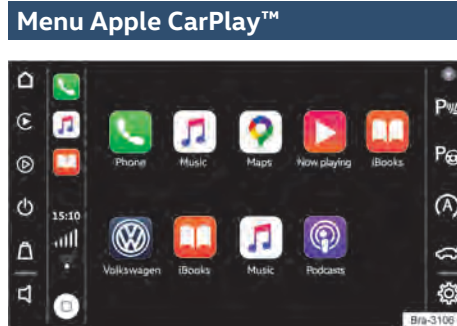 Menu Apple CarPlay™
P
Phone Music Maps Now playing iBooks
P
A
15:10
Volkswagen iBooks Music Podcasts
Bra-3106